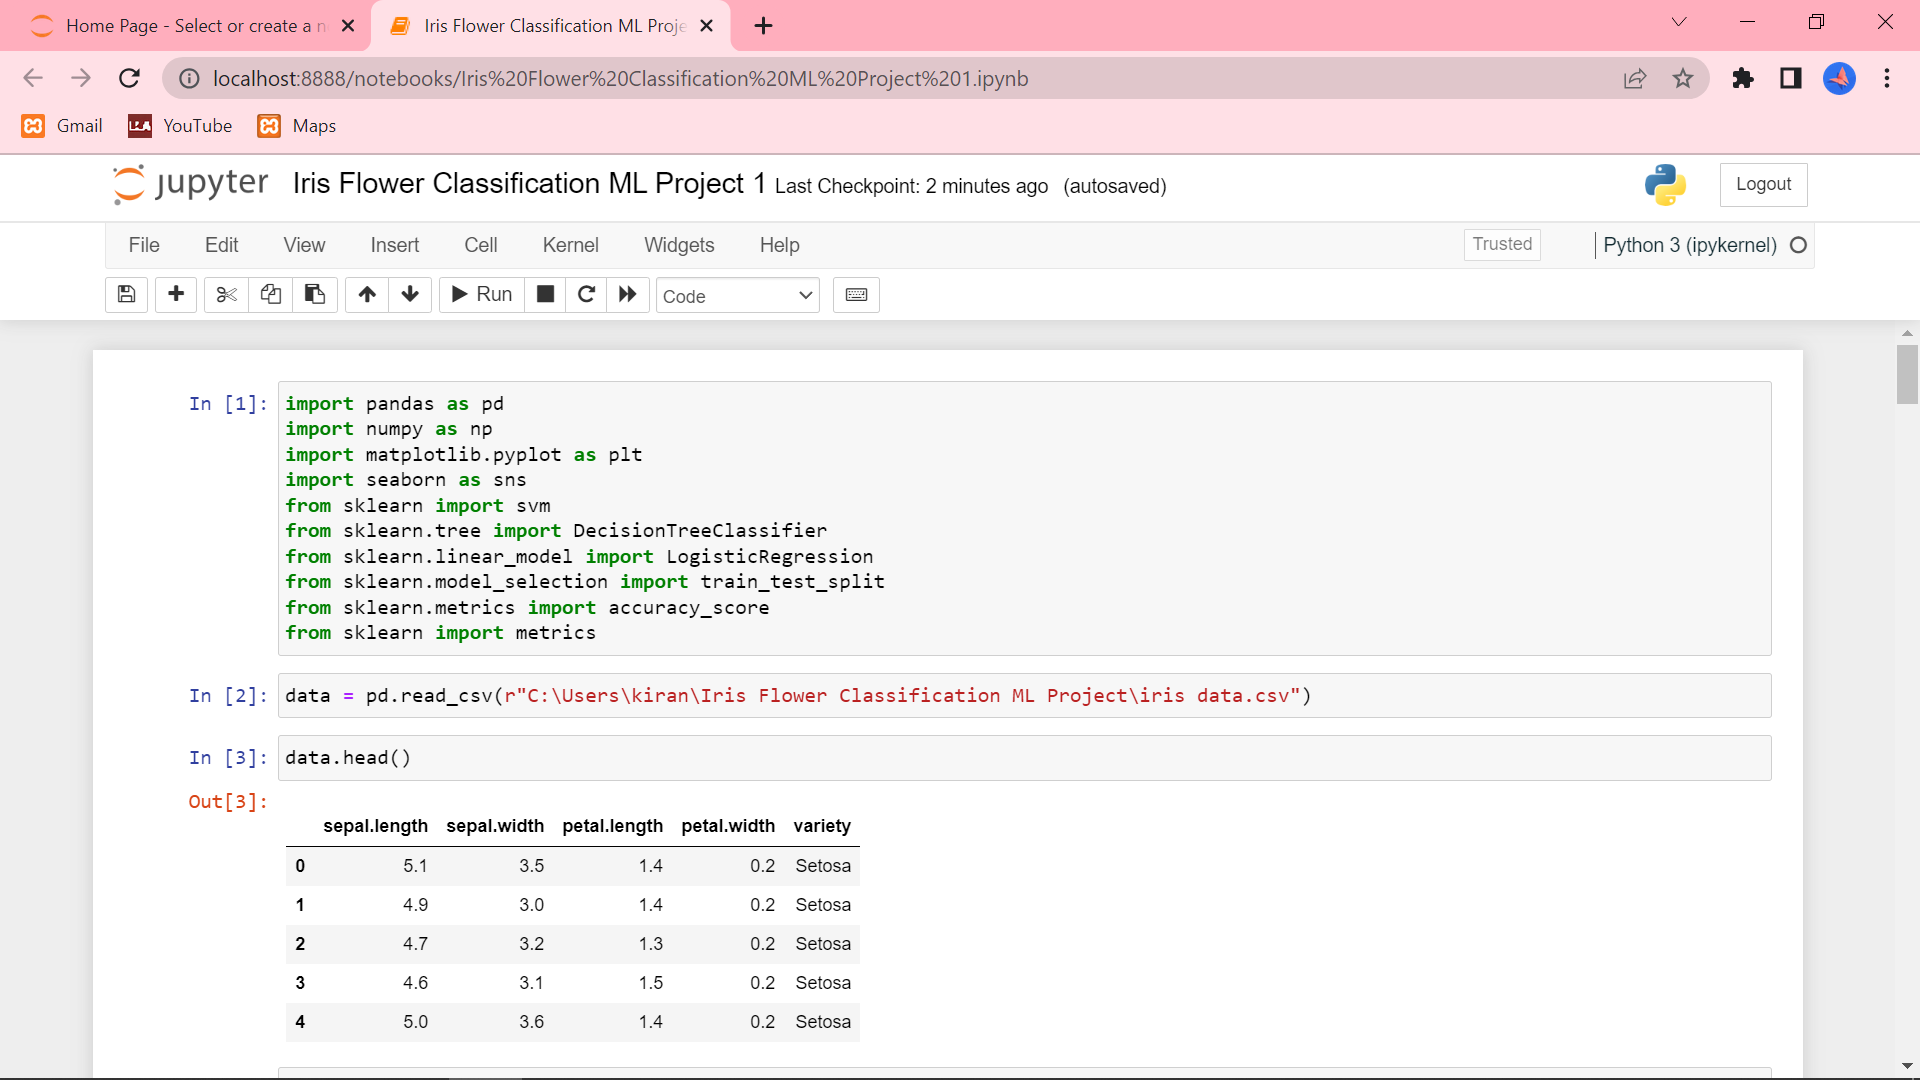 Home Page - Select or create a n
Iris Flower Classification ML Proje
localhost:8888/notebooks/Iris%20Flower%20Classification%20ML%20Project%201.ipynb
Gmail YouTube Maps
jupyter Iris Flower Classification ML Project 1 Last Checkpoint: 2 minutes ago (autosaved)
Logout
File Edit View Insert Cell Kernel Widgets Help
Trusted Python 3 (ipykernel)
Run Code
In [1]: import pandas as pd
import numpy as np
import matplotlib.pyplot as plt
import seaborn as sns
from sklearn import svm
from sklearn.tree import DecisionTreeClassifier
from sklearn.linear_model import LogisticRegression
from sklearn.model_selection import train_test_split
from sklearn.metrics import accuracy_score
from sklearn import metrics
In [2]: data = pd.read_csv(r"C:\Users\kiran\Iris Flower Classification ML Project\iris data.csv")
In [3]: data.head()
Out[3]:
sepal.length sepal.width petal.length petal.width variety
0 5.1 3.5 1.4 0.2 Setosa
1 4.9 3.0 1.4 0.2 Setosa
2 4.7 3.2 1.3 0.2 Setosa
3 4.6 3.1 1.5 0.2 Setosa
4 5.0 3.6 1.4 0.2 Setosa